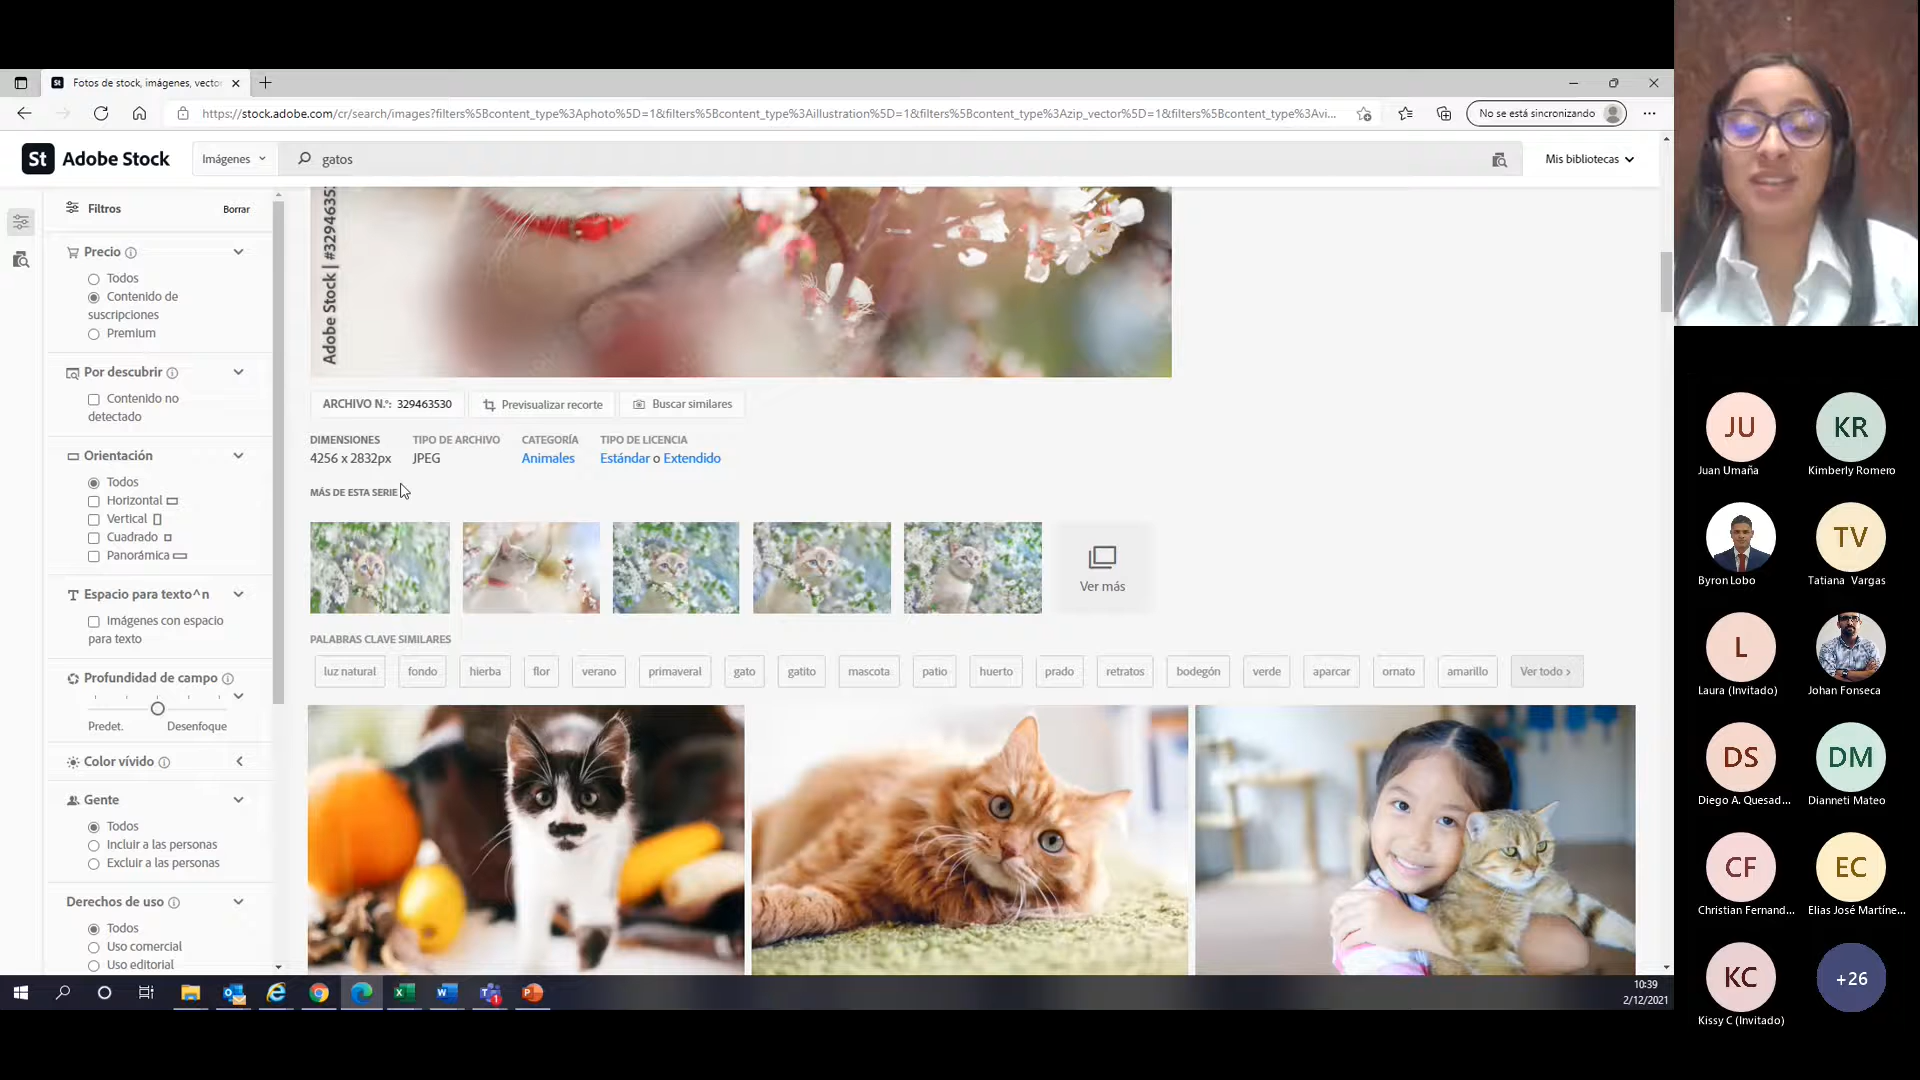 Fotos de stock, imágenes, vector
https://stock.adobe.com/cr/search/images?filters%5Bcontent_type%3Aphoto%5D=1&filters%5Bcontent_type%3Aillustration%5D=1&filters%5Bcontent_type%3Azip_vector%5D=1&filters%5Bcontent_type%3Avi...
No se está sincronizando
St Adobe Stock
Imágenes
gatos
Mis bibliotecas
Filtros
Borrar
Precio
Todos
Contenido de
suscripciones
Premium
Por descubrir
Contenido no
detectado
Orientación
Todos
Horizontal
Vertical
Cuadrado
Panorámica
Espacio para texto^n
Imágenes con espacio
para texto
Profundidad de campo
Predet. Desenfoque
Color vívido
Gente
Todos
Incluir a las personas
Excluir a las personas
Derechos de uso
Todos
Uso comercial
Uso editorial
Adobe Stock | #3294635
ARCHIVO N.º: 329463530
Previsualizar recorte
Buscar similares
DIMENSIONES TIPO DE ARCHIVO CATEGORÍA TIPO DE LICENCIA
4256 x 2832px JPEG Animales Estándar o Extendido
MÁS DE ESTA SERIE
Ver más
PALABRAS CLAVE SIMILARES
luz natural fondo hierba flor verano primaveral gato gatito mascota patio huerto prado retratos bodegón verde aparcar ornato amarillo Ver todo >
10:39
2/12/2021
JU KR
Juan Umaña Kimberly Romero
TV
Byron Lobo Tatiana Vargas
L
Laura (Invitado) Johan Fonseca
DS DM
Diego A. Quesad... Dianneti Mateo
CF EC
Christian Fernand... Elias José Martíne...
KC +26
Kissy C (Invitado)